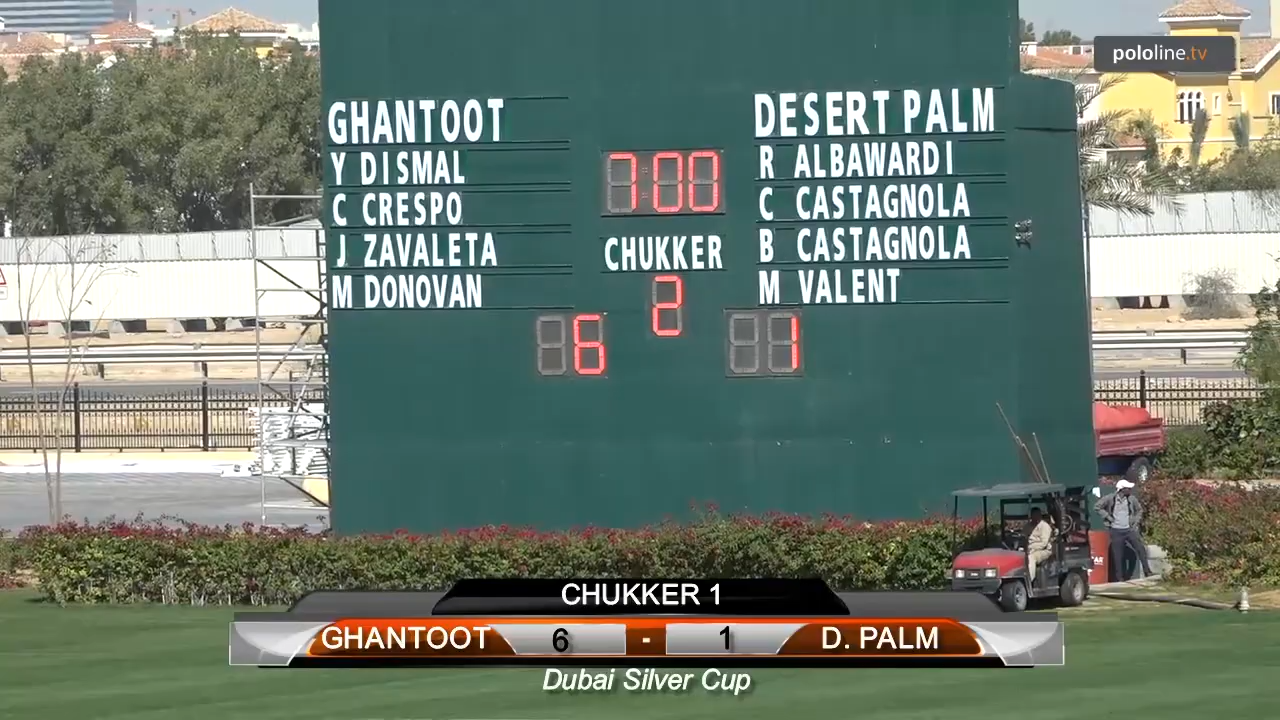 pololine.tv
GHANTOOT
Y DISMAL
C CRESPO
J ZAVALETA
M DONOVAN
7:00
CHUKKER
2
6
1
DESERT PALM
R ALBAWARDI
C CASTAGNOLA
B CASTAGNOLA
M VALENT
CHUKKER 1
GHANTOOT 6 - 1 D. PALM
Dubai Silver Cup